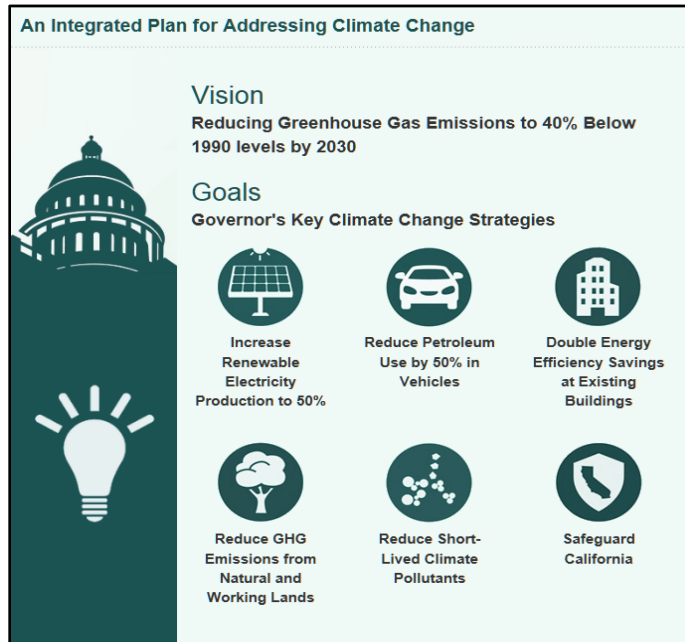 An Integrated Plan for Addressing Climate Change
Vision
Reducing Greenhouse Gas Emissions to 40% Below
1990 levels by 2030
Goals
Governor's Key Climate Change Strategies
Increase
Renewable
Electricity
Production to 50%
Reduce Petroleum
Use by 50% in
Vehicles
Double Energy
Efficiency Savings
at Existing
Buildings
Reduce GHG
Emissions from
Natural and
Working Lands
Reduce Short-
Lived Climate
Pollutants
Safeguard
California